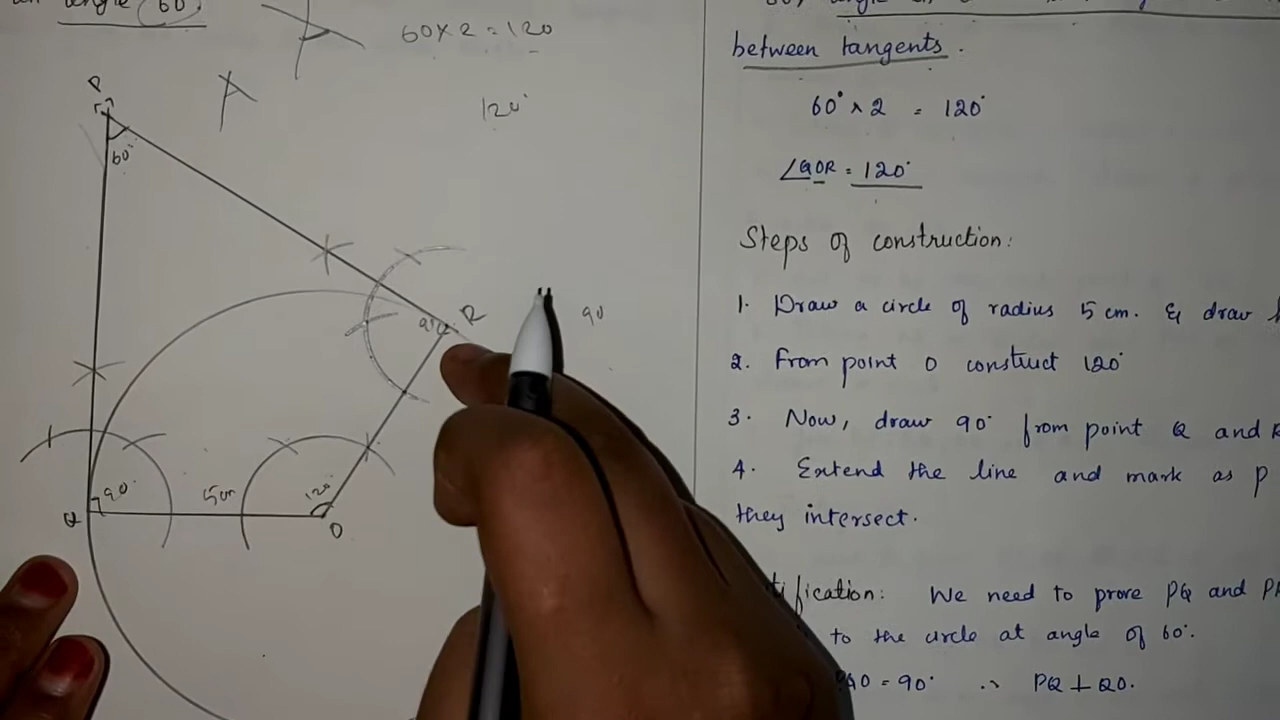 an angle 60°
60 × 2 = 120
120°
P
60°
R
90
Q
90°
5cm
120°
O
between tangents.
60° × 2 = 120°
∠QOR = 120°
Steps of construction:
1. Draw a circle of radius 5 cm. & draw
2. From point O construct 120°
3. Now, draw 90° from point Q and R
4. Extend the line and mark as P
they intersect.
We need to prove PQ and
to the circle at angle of 60°.
= 90° ∴ PQ ⊥ QO.